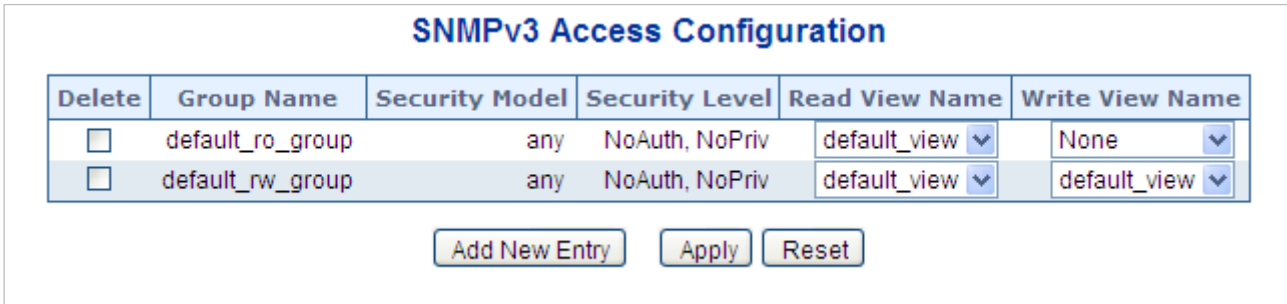 SNMPv3 Access Configuration
Delete Group Name Security Model Security Level Read View Name Write View Name
default_ro_group any NoAuth, NoPriv default_view None
default_rw_group any NoAuth, NoPriv default_view default_view
Add New Entry Apply Reset